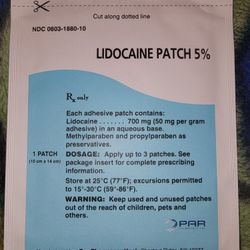 Cut along dotted line
NDC 0603-1880-10
LIDOCAINE PATCH 5%
Rx only
Each adhesive patch contains:
Lidocaine . . . . . . . 700 mg (50 mg per gram
adhesive) in an aqueous base.
Methylparaben and propylparaben as
preservatives.
1 PATCH
(10 cm x 14 cm)
DOSAGE: Apply up to 3 patches. See
package insert for complete prescribing
information.
Store at 25°C (77°F); excursions permitted
to 15°-30°C (59°-86°F).
WARNING: Keep used and unused patches
out of the reach of children, pets and
others.
PAR